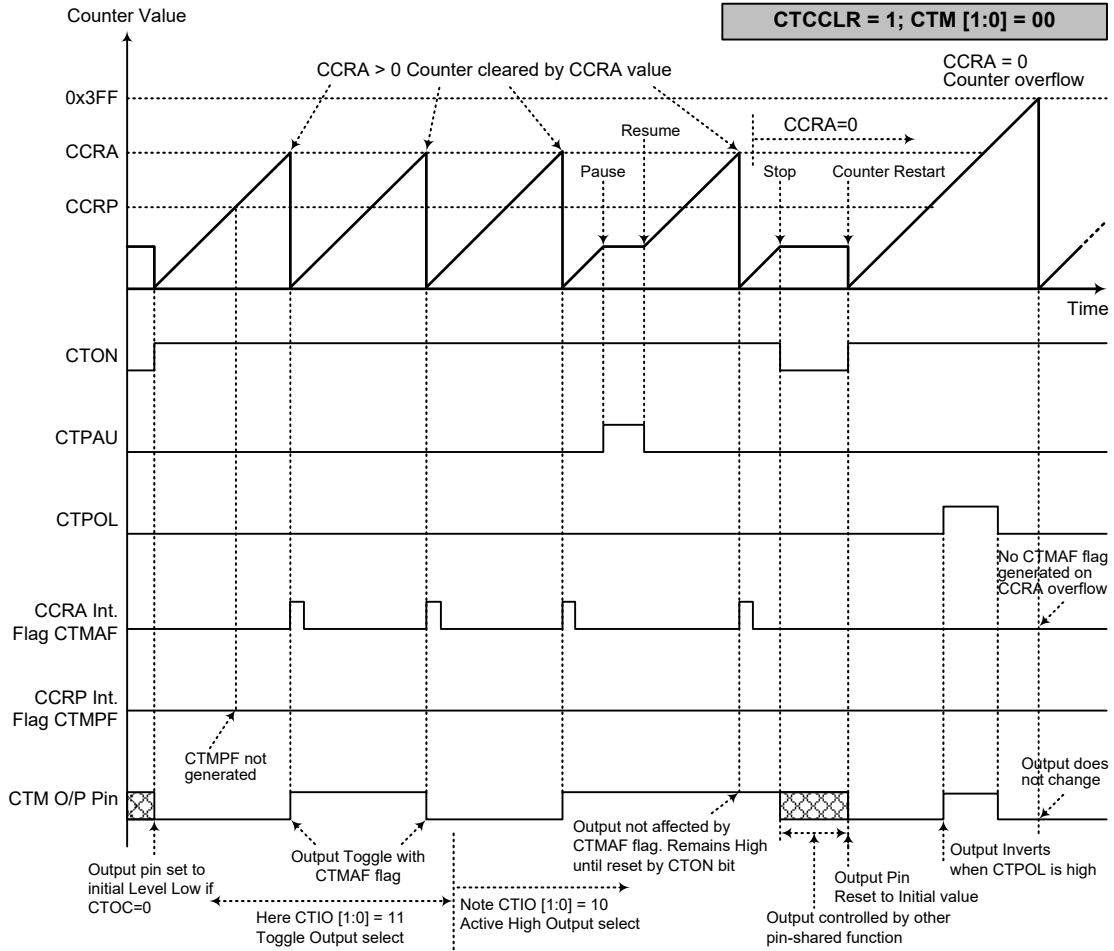 Counter Value
CTCCLR = 1; CTM [1:0] = 00
CCRA > 0 Counter cleared by CCRA value
CCRA = 0
Counter overflow
0x3FF
Resume
CCRA=0
CCRA
Pause
Stop
Counter Restart
CCRP
Time
CTON
CTPAU
CTPOL
No CTMAF flag
generated on
CCRA overflow
CCRA Int.
Flag CTMAF
CCRP Int.
Flag CTMPF
CTMPF not
generated
Output does
not change
CTM O/P Pin
Output pin set to
initial Level Low if
CTOC=0
Output Toggle with
CTMAF flag
Output not affected by
CTMAF flag. Remains High
until reset by CTON bit
Output Inverts
when CTPOL is high
Output Pin
Reset to Initial value
Here CTIO [1:0] = 11
Toggle Output select
Note CTIO [1:0] = 10
Active High Output select
Output controlled by other
pin-shared function